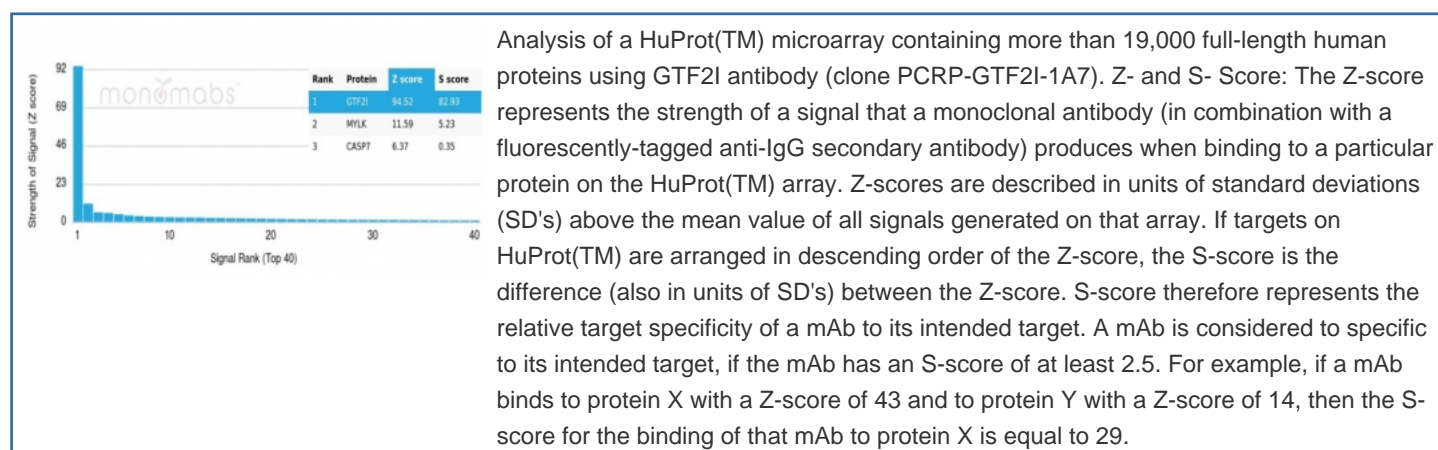 Analysis of a HuProt(TM) microarray containing more than 19,000 full-length human
proteins using GTF2I antibody (clone PCRP-GTF2I-1A7). Z- and S- Score: The Z-score
represents the strength of a signal that a monoclonal antibody (in combination with a
fluorescently-tagged anti-IgG secondary antibody) produces when binding to a particular
protein on the HuProt(TM) array. Z-scores are described in units of standard deviations
(SD's) above the mean value of all signals generated on that array. If targets on
HuProt(TM) are arranged in descending order of the Z-score, the S-score is the
difference (also in units of SD's) between the Z-score. S-score therefore represents the
relative target specificity of a mAb to its intended target. A mAb is considered to specific
to its intended target, if the mAb has an S-score of at least 2.5. For example, if a mAb
binds to protein X with a Z-score of 43 and to protein Y with a Z-score of 14, then the S-
score for the binding of that mAb to protein X is equal to 29.
Strength of Signal (Z score)
92
69
46
23
0
monomabs
Rank Protein Z score S score
1 GTF2I 94.52 82.93
2 MYLK 11.59 5.23
3 CASP7 6.37 0.35
1 10 20 30 40
Signal Rank (Top 40)